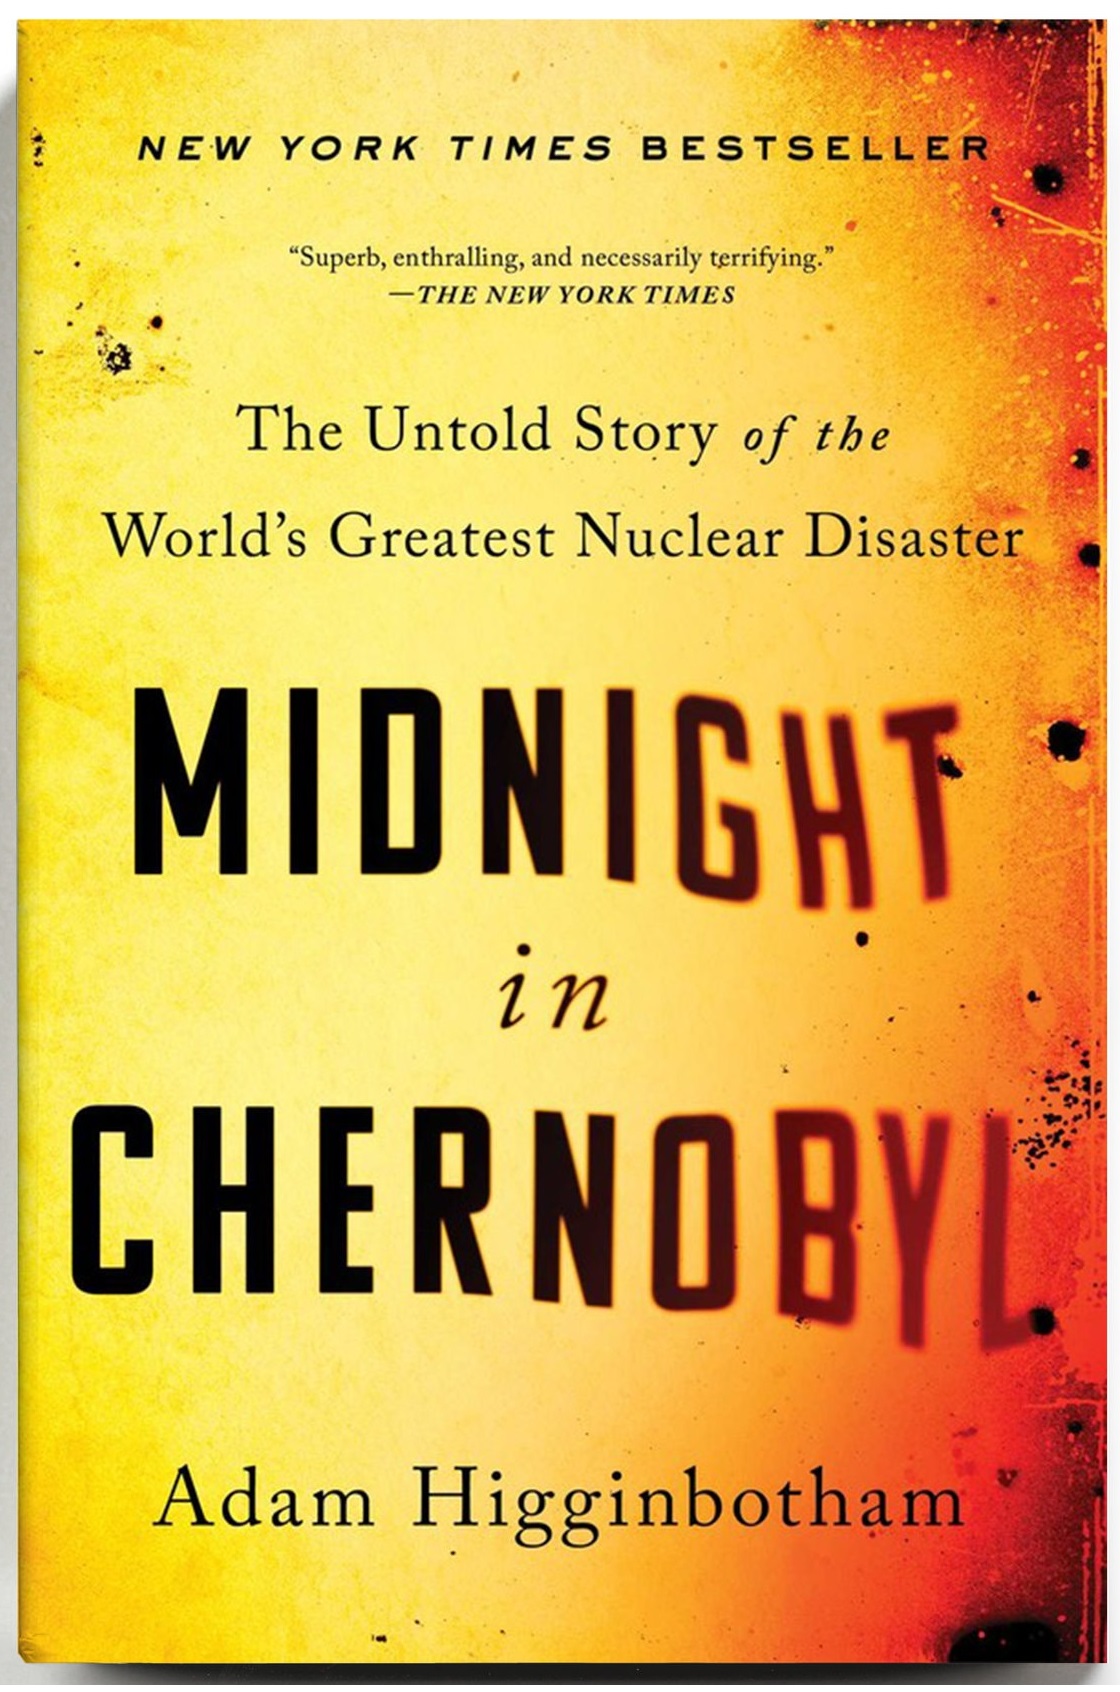 NEW YORK TIMES BESTSELLER
“Superb, enthralling, and necessarily terrifying.”
—THE NEW YORK TIMES
The Untold Story of the
World’s Greatest Nuclear Disaster
MIDNIGHT
in
CHERNOBYL
Adam Higginbotham